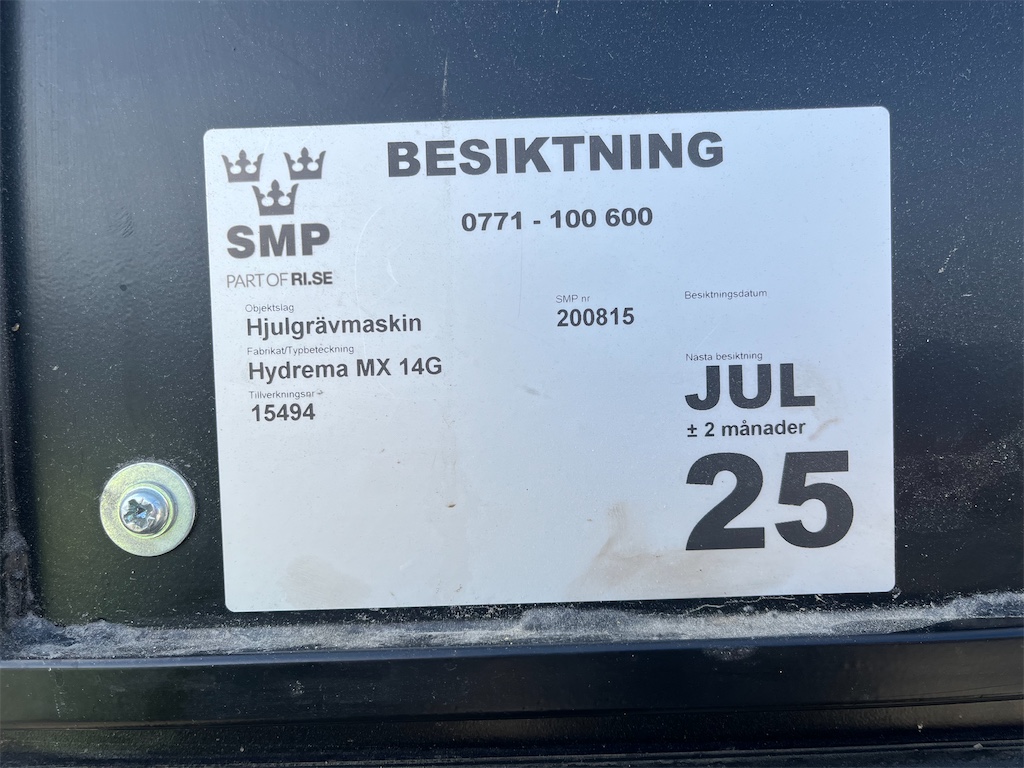 BESIKTNING
0771 - 100 600
SMP
PART OF RI.SE
Objektslag
Hjulgrävmaskin
Fabrikat/Typbeteckning
Hydrema MX 14G
Tillverkningsnr
15494
SMP nr
200815
Besiktningsdatum
Nästa besiktning
JUL
± 2 månader
25